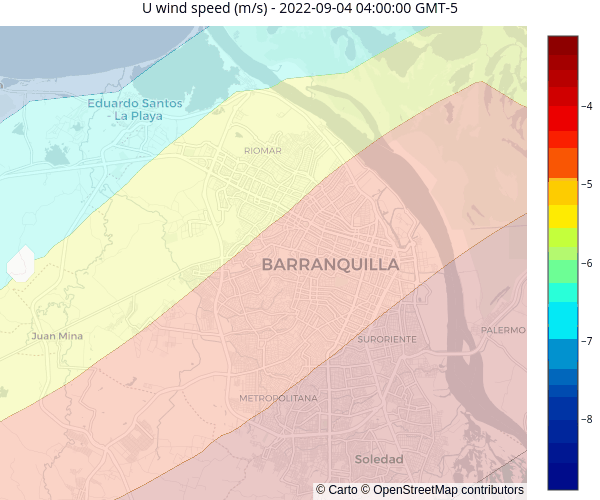 U wind speed (m/s) - 2022-09-04 04:00:00 GMT-5
Eduardo Santos
- La Playa
RIOMAR
BARRANQUILLA
Juan Mina
SURORIENTE
PALERMO
METROPOLITANA
Soledad
© Carto © OpenStreetMap contributors
−4
−5
−6
−7
−8